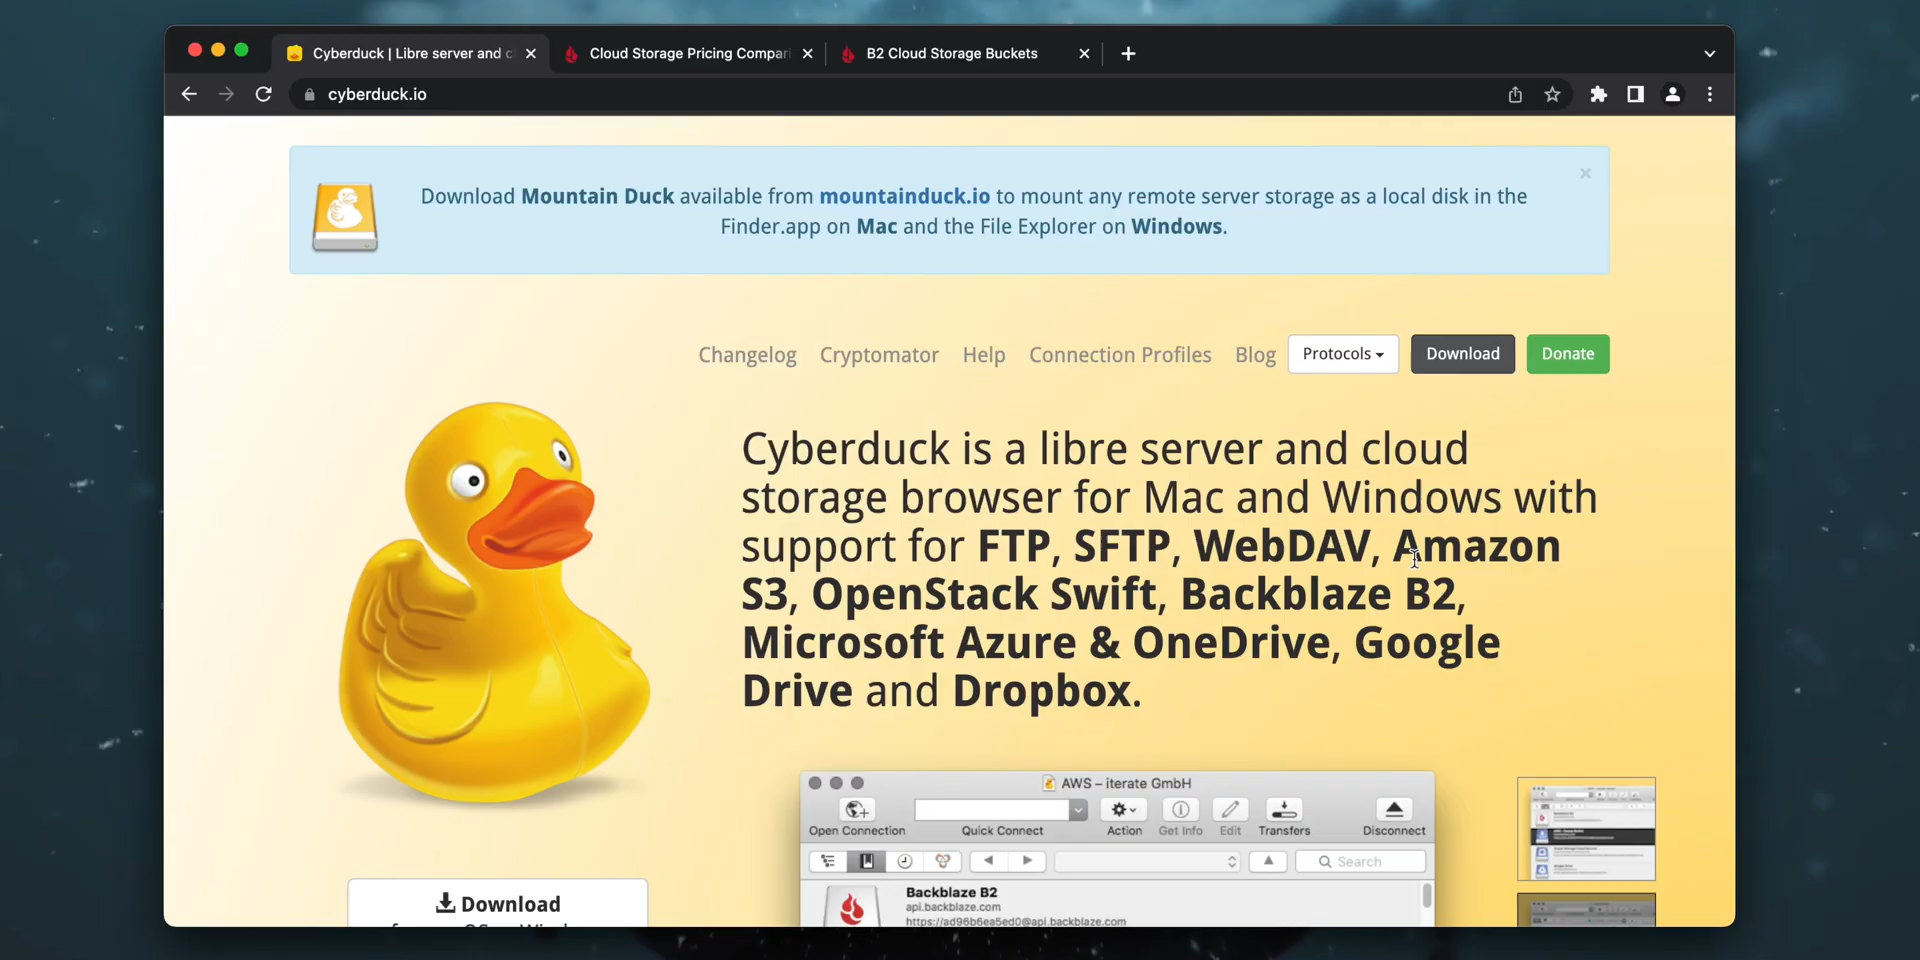 Cyberduck | Libre server and c
Cloud Storage Pricing Compari
B2 Cloud Storage Buckets
cyberduck.io
Download Mountain Duck available from mountainduck.io to mount any remote server storage as a local disk in the
Finder.app on Mac and the File Explorer on Windows.
Changelog Cryptomator Help Connection Profiles Blog Protocols Download Donate
Cyberduck is a libre server and cloud
storage browser for Mac and Windows with
support for FTP, SFTP, WebDAV, Amazon
S3, OpenStack Swift, Backblaze B2,
Microsoft Azure & OneDrive, Google
Drive and Dropbox.
AWS – iterate GmbH
Open Connection Quick Connect Action Get Info Edit Transfers Disconnect
Search
Backblaze B2
api.backblaze.com
https://ad96b6ea5ed0@api.backblaze.com
Download